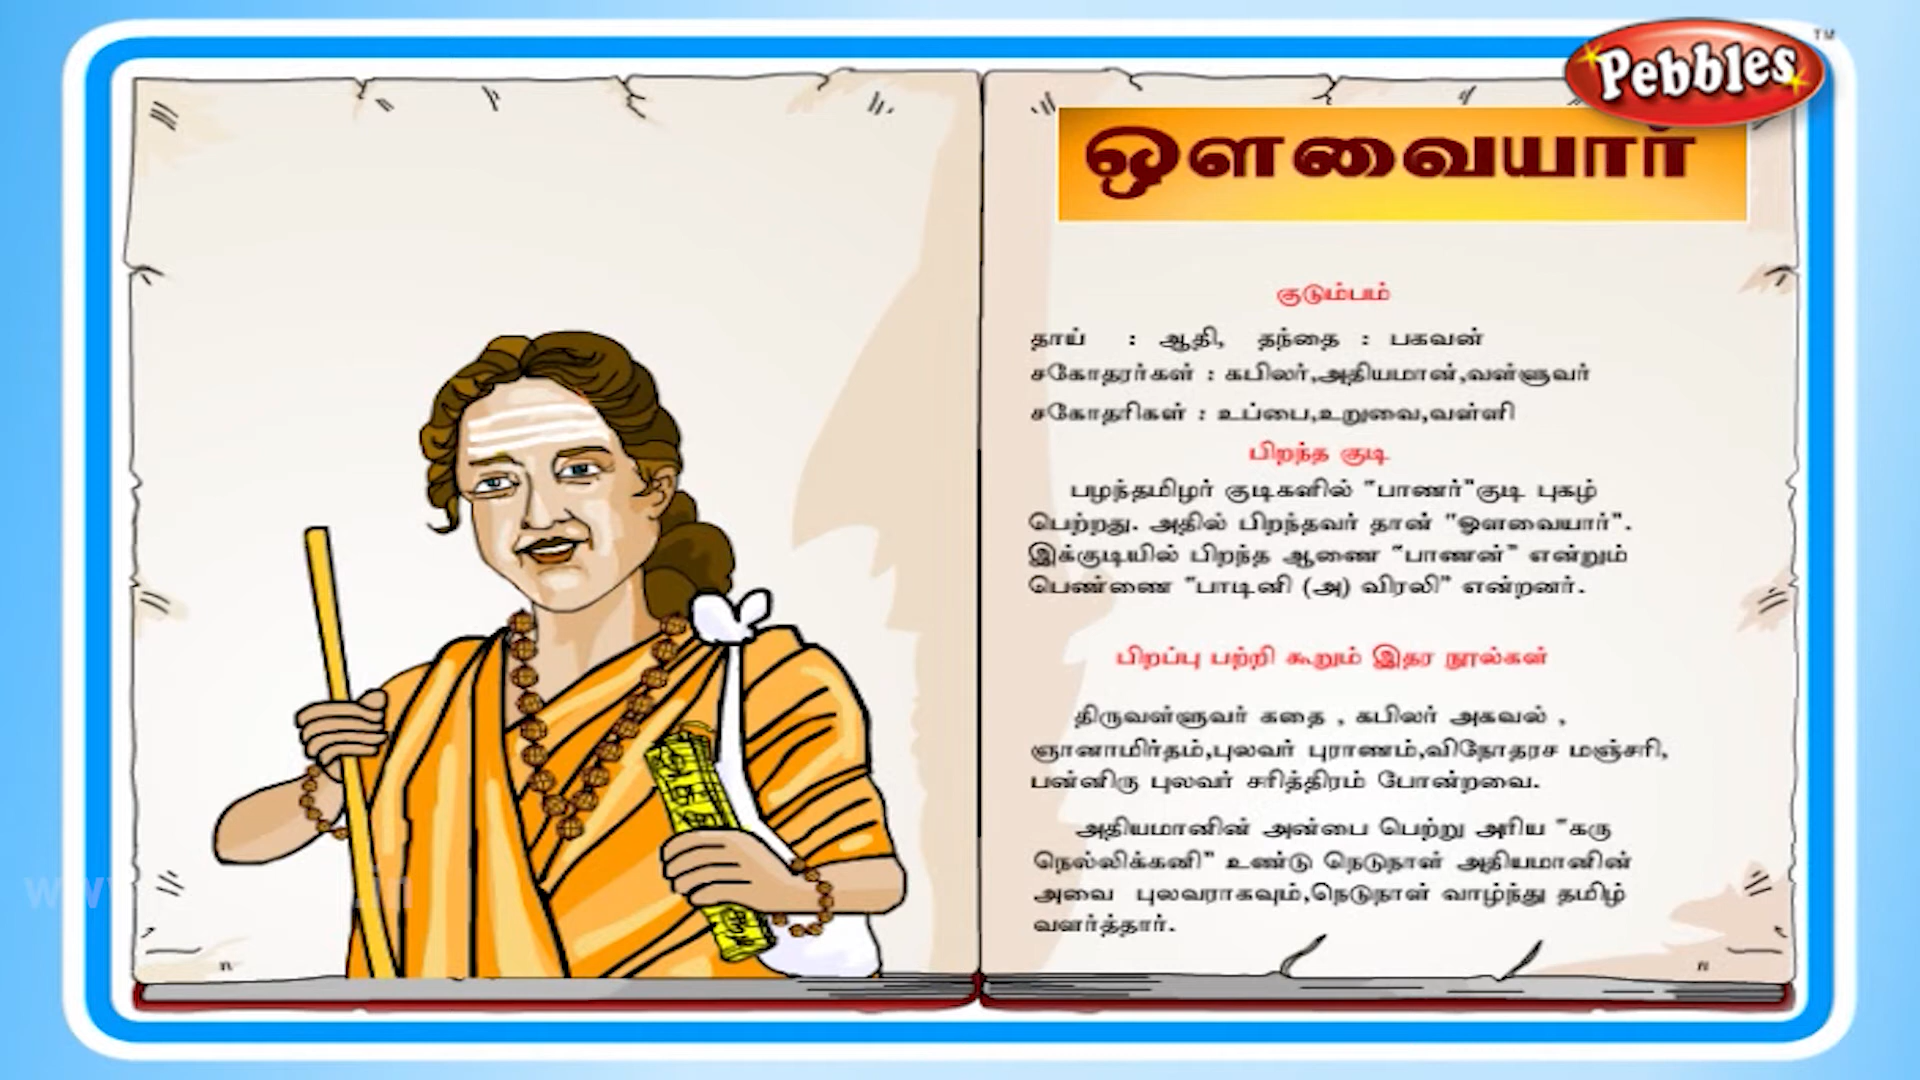 Pebbles TM
ஔவையார்
குடும்பம்
தாய் : ஆதி, தந்தை : பகவன்
சகோதரர்கள் : கபிலர்,அதியமான்,வள்ளுவர்
சகோதரிகள் : உப்பை,உறுவை,வள்ளி
பிறந்த குடி
பழந்தமிழர் குடிகளில் "பாணர்"குடி புகழ்
பெற்றது. அதில் பிறந்தவர் தான் "ஔவையார்".
இக்குடியில் பிறந்த ஆணை "பாணன்" என்றும்
பெண்ணை "பாடினி (அ) விரலி" என்றனர்.
பிறப்பு பற்றி கூறும் இதர நூல்கள்
திருவள்ளுவர் கதை , கபிலர் அகவல் ,
ஞானாமிர்தம்,புலவர் புராணம்,விநோதரச மஞ்சரி,
பன்னிரு புலவர் சரித்திரம் போன்றவை.
அதியமானின் அன்பை பெற்று அரிய "கரு
நெல்லிக்கனி" உண்டு நெடுநாள் அதியமானின்
அவை புலவராகவும்,நெடுநாள் வாழ்ந்து தமிழ்
வளர்த்தார்.